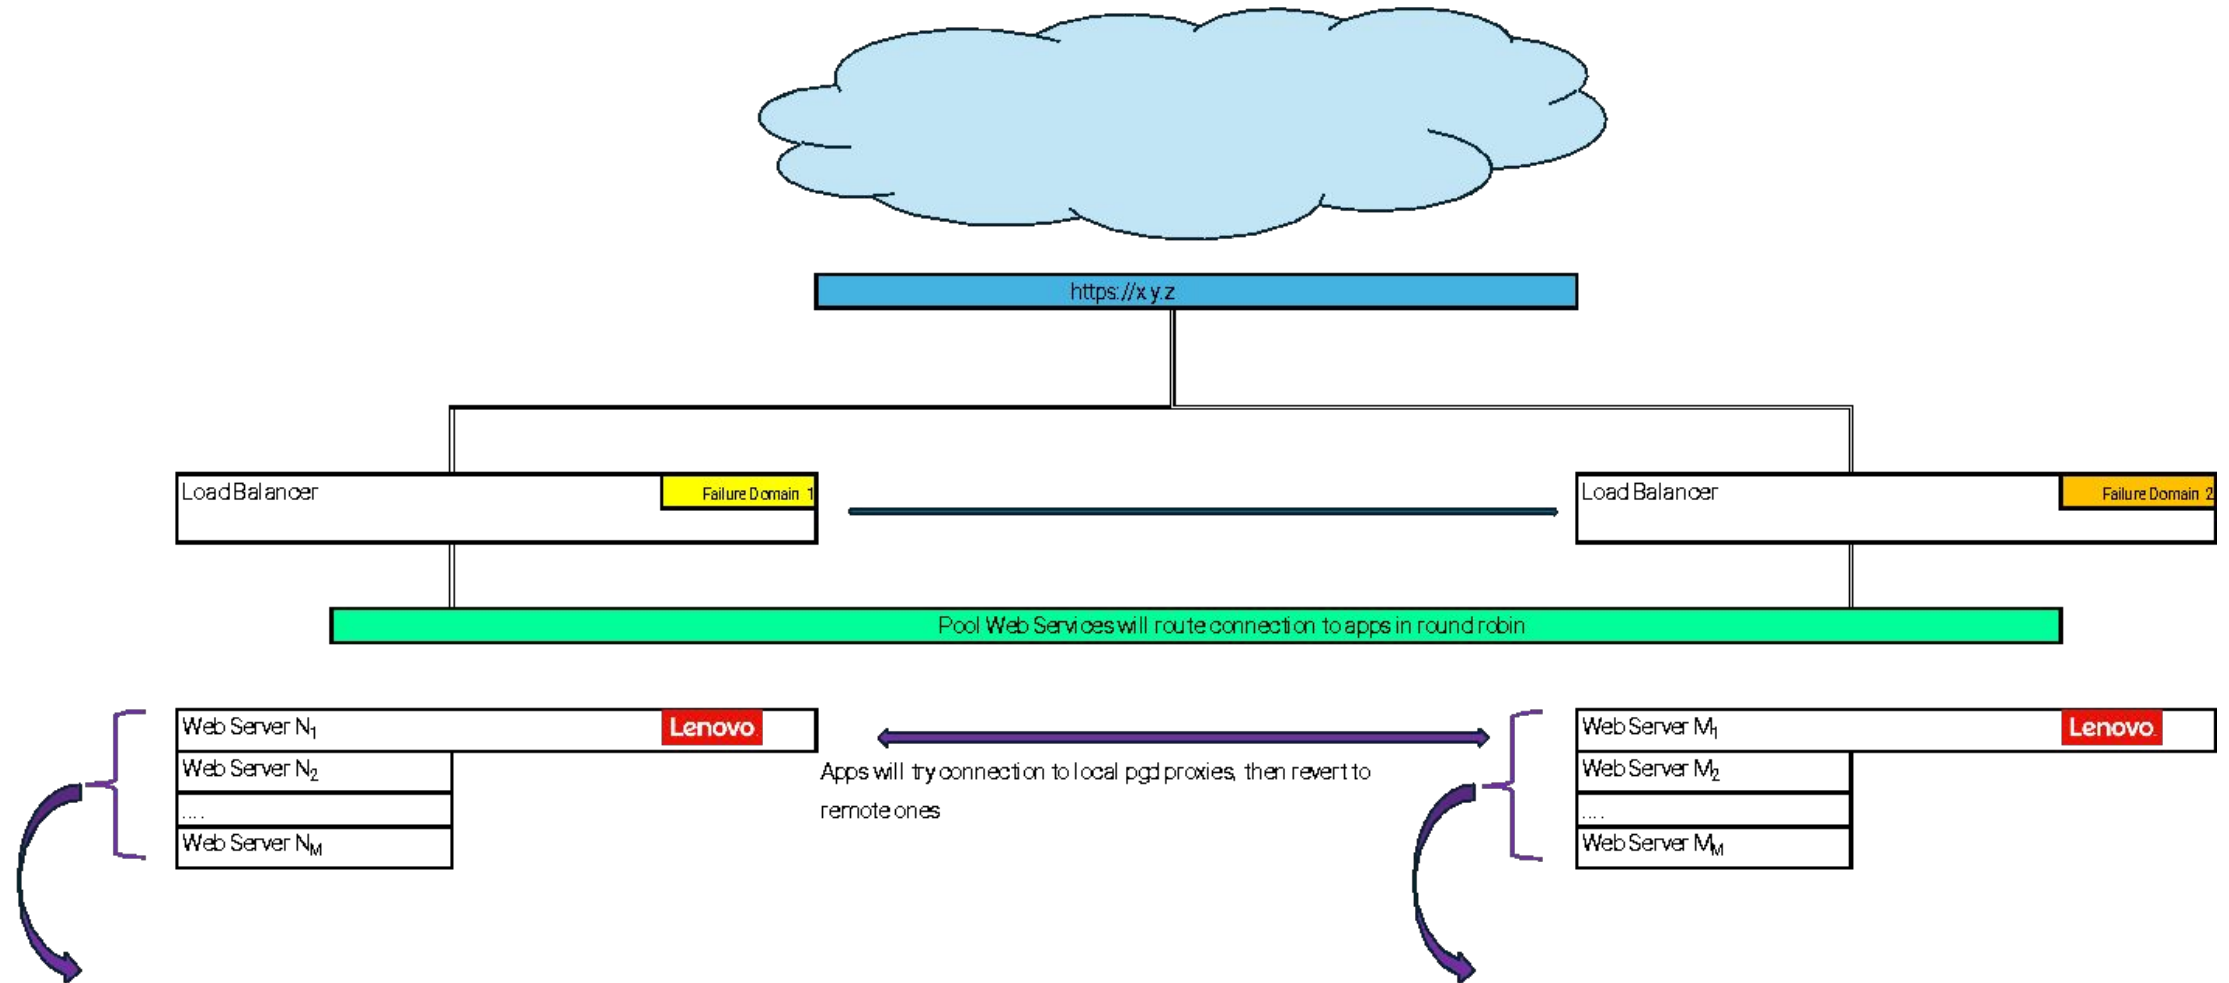 https://x.y.z
Load Balancer
Failure Domain 1
Load Balancer
Failure Domain 2
Pool Web Services will route connection to apps in round robin
Web Server N1
Lenovo
Web Server M1
Lenovo
Web Server N2
Apps will try connection to local pgd proxies, then revert to
Web Server M2
....
remote ones
....
Web Server NM
Web Server MM